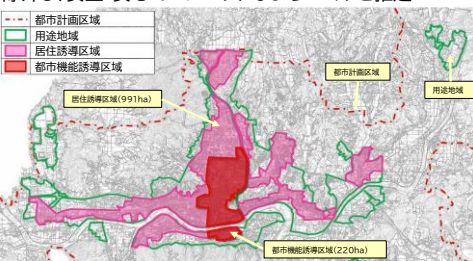 都市計画区域
用途地域
居住誘導区域
都市機能誘導区域
都市計画区域
用途地域
居住誘導区域(991ha)
都市機能誘導区域(220ha)